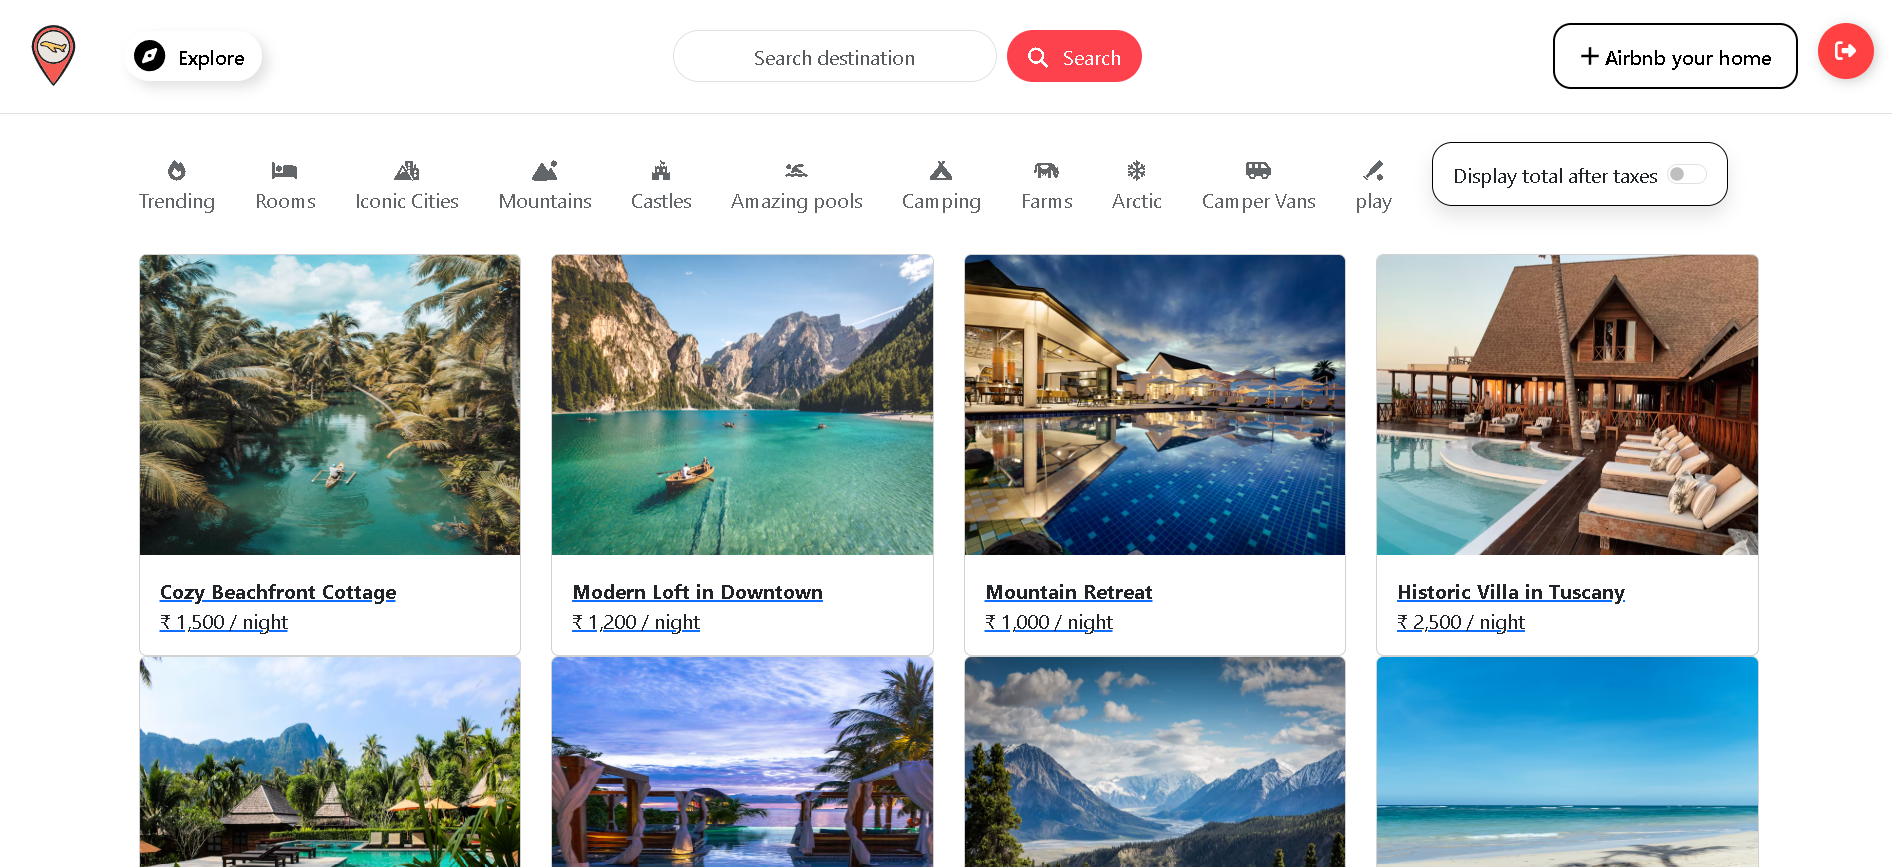 Explore
Search destination
Search
Airbnb your home
Trending
Rooms
Iconic Cities
Mountains
Castles
Amazing pools
Camping
Farms
Arctic
Camper Vans
play
Display total after taxes
Cozy Beachfront Cottage
₹ 1,500 / night
Modern Loft in Downtown
₹ 1,200 / night
Mountain Retreat
₹ 1,000 / night
Historic Villa in Tuscany
₹ 2,500 / night